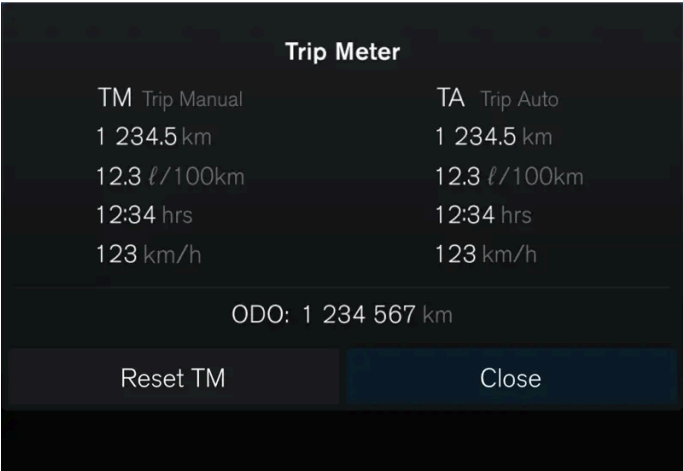 Trip Meter
TM Trip Manual
1 234.5 km
12.3 ℓ/100km
12:34 hrs
123 km/h
TA Trip Auto
1 234.5 km
12.3 ℓ/100km
12:34 hrs
123 km/h
ODO: 1 234 567 km
Reset TM
Close